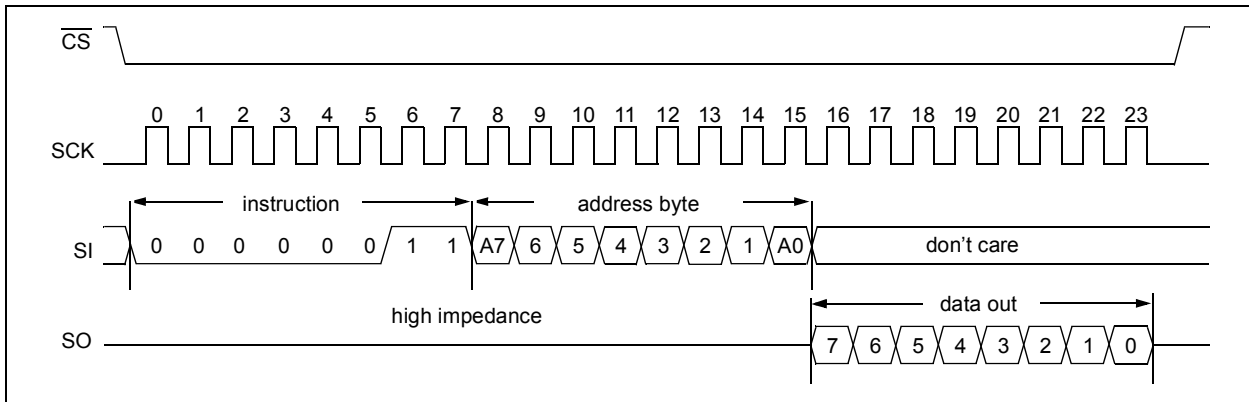 CS
0 1 2 3 4 5 6 7 8 9 10 11 12 13 14 15 16 17 18 19 20 21 22 23
SCK
instruction address byte
SI 0 0 0 0 0 0 1 1 A7 6 5 4 3 2 1 A0 don't care
high impedance data out
SO 7 6 5 4 3 2 1 0